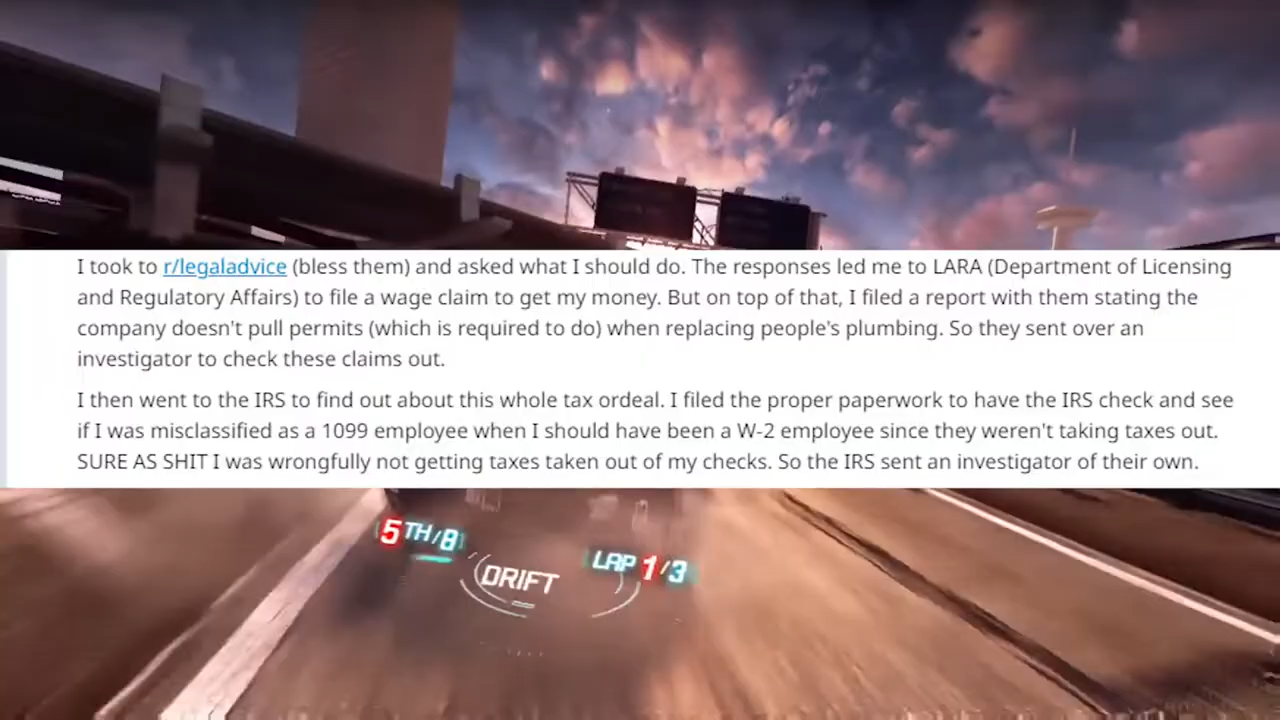 I took to r/legaladvice (bless them) and asked what I should do. The responses led me to LARA (Department of Licensing
and Regulatory Affairs) to file a wage claim to get my money. But on top of that, I filed a report with them stating the
company doesn't pull permits (which is required to do) when replacing people's plumbing. So they sent over an
investigator to check these claims out.
I then went to the IRS to find out about this whole tax ordeal. I filed the proper paperwork to have the IRS check and see
if I was misclassified as a 1099 employee when I should have been a W-2 employee since they weren't taking taxes out.
SURE AS SHIT I was wrongfully not getting taxes taken out of my checks. So the IRS sent an investigator of their own.
5TH/8
LAP 1/3
DRIFT